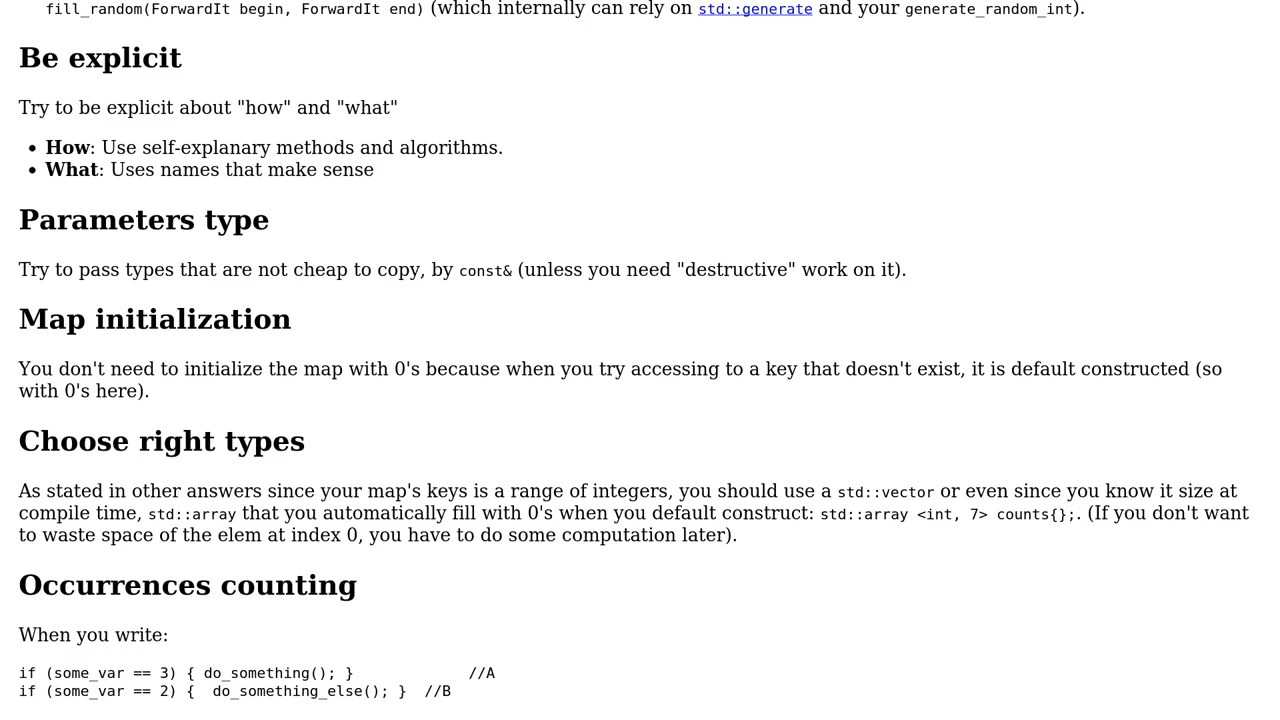 fill_random(ForwardIt begin, ForwardIt end) (which internally can rely on std::generate and your generate_random_int).
Be explicit
Try to be explicit about "how" and "what"
• How: Use self-explanary methods and algorithms.
• What: Uses names that make sense
Parameters type
Try to pass types that are not cheap to copy, by const& (unless you need "destructive" work on it).
Map initialization
You don't need to initialize the map with 0's because when you try accessing to a key that doesn't exist, it is default constructed (so
with 0's here).
Choose right types
As stated in other answers since your map's keys is a range of integers, you should use a std::vector or even since you know it size at
compile time, std::array that you automatically fill with 0's when you default construct: std::array <int, 7> counts{};. (If you don't want
to waste space of the elem at index 0, you have to do some computation later).
Occurrences counting
When you write:
if (some_var == 3) { do_something(); }             //A
if (some_var == 2) {  do_something_else(); }  //B